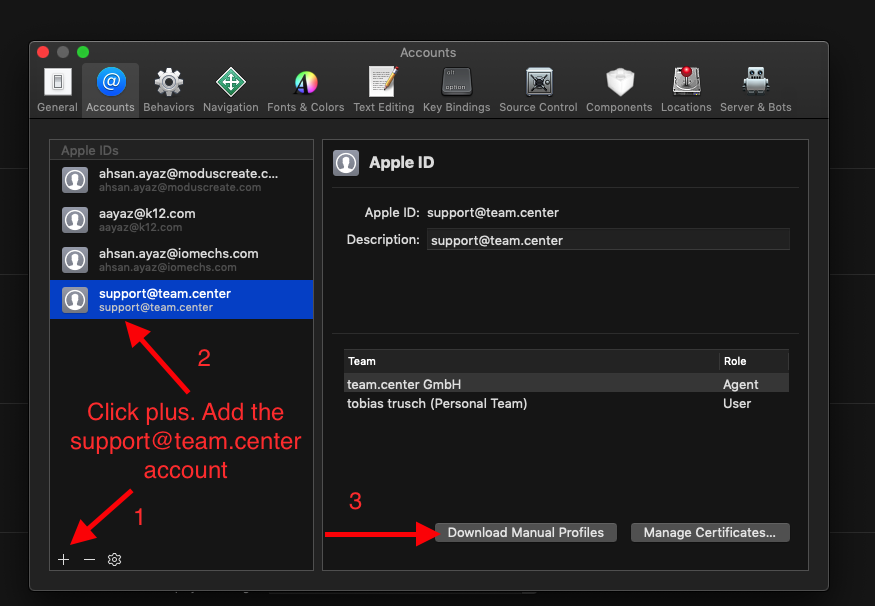 Accounts
General
Accounts
Behaviors
Navigation
Fonts & Colors
Text Editing
Key Bindings
Source Control
Components
Locations
Server & Bots
off
option
Apple IDs
ahsan.ayaz@moduscreate.c...
ahsan.ayaz@moduscreate.com
aayaz@k12.com
aayaz@k12.com
ahsan.ayaz@iomechs.com
ahsan.ayaz@iomechs.com
support@team.center
support@team.center
2
Click plus. Add the
support@team.center
account
1
Apple ID
Apple ID: support@team.center
Description: support@team.center
Team Role
team.center GmbH Agent
tobias trusch (Personal Team) User
3
Download Manual Profiles
Manage Certificates...